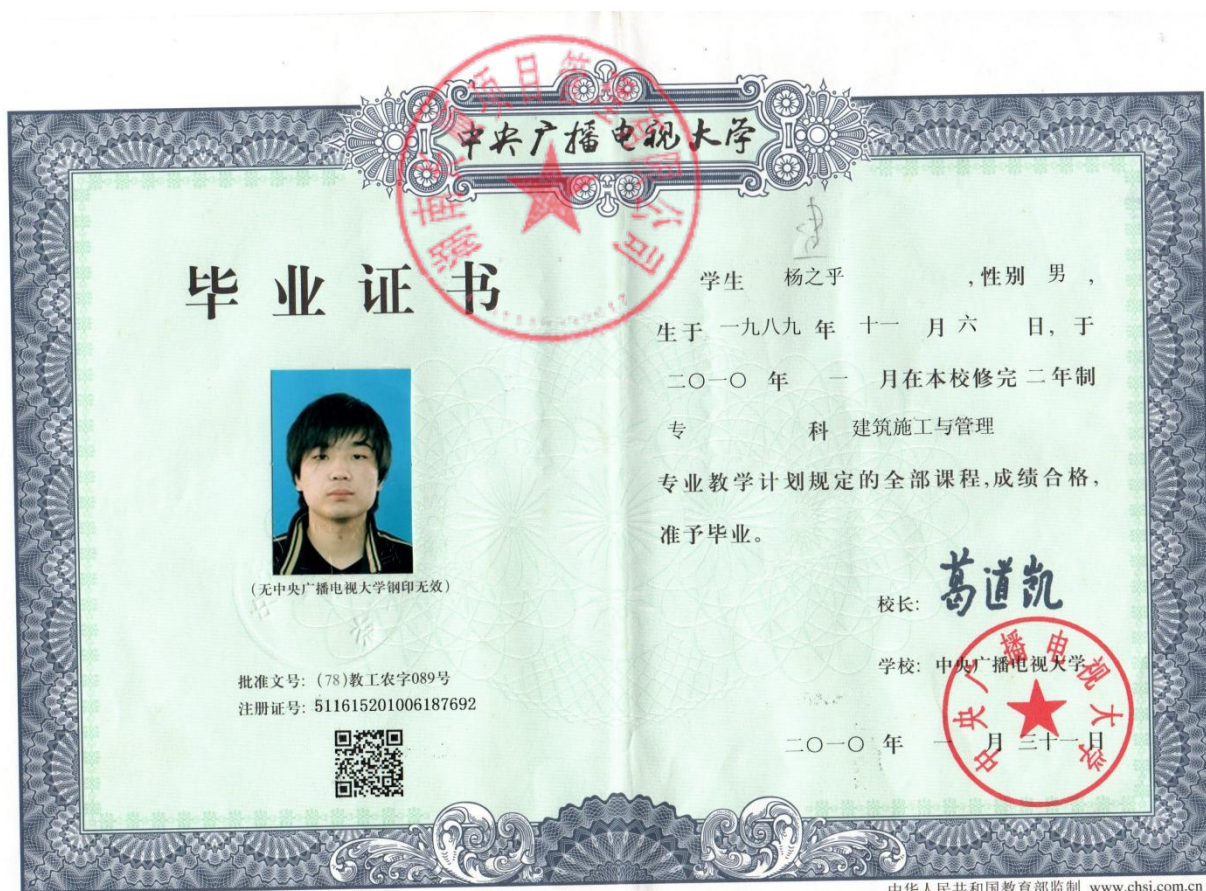 中央广播电视大学
毕业证书
(无中央广播电视大学钢印无效)
批准文号: (78)教工农字089号
注册证号: 511615201006187692
学生 杨之乎 ,性别 男 ,
生于 一九八九 年 十一 月 六 日, 于
二〇一〇 年 一 月在本校修完 二年制
专 科 建筑施工与管理
专业教学计划规定的全部课程,成绩合格,
准予毕业。
校长: 葛道凯
学校: 中央广播电视大学
二〇一〇 年 一 月 三十一 日
中央广播电视大学
中华人民共和国教育部监制 www.chsi.com.cn